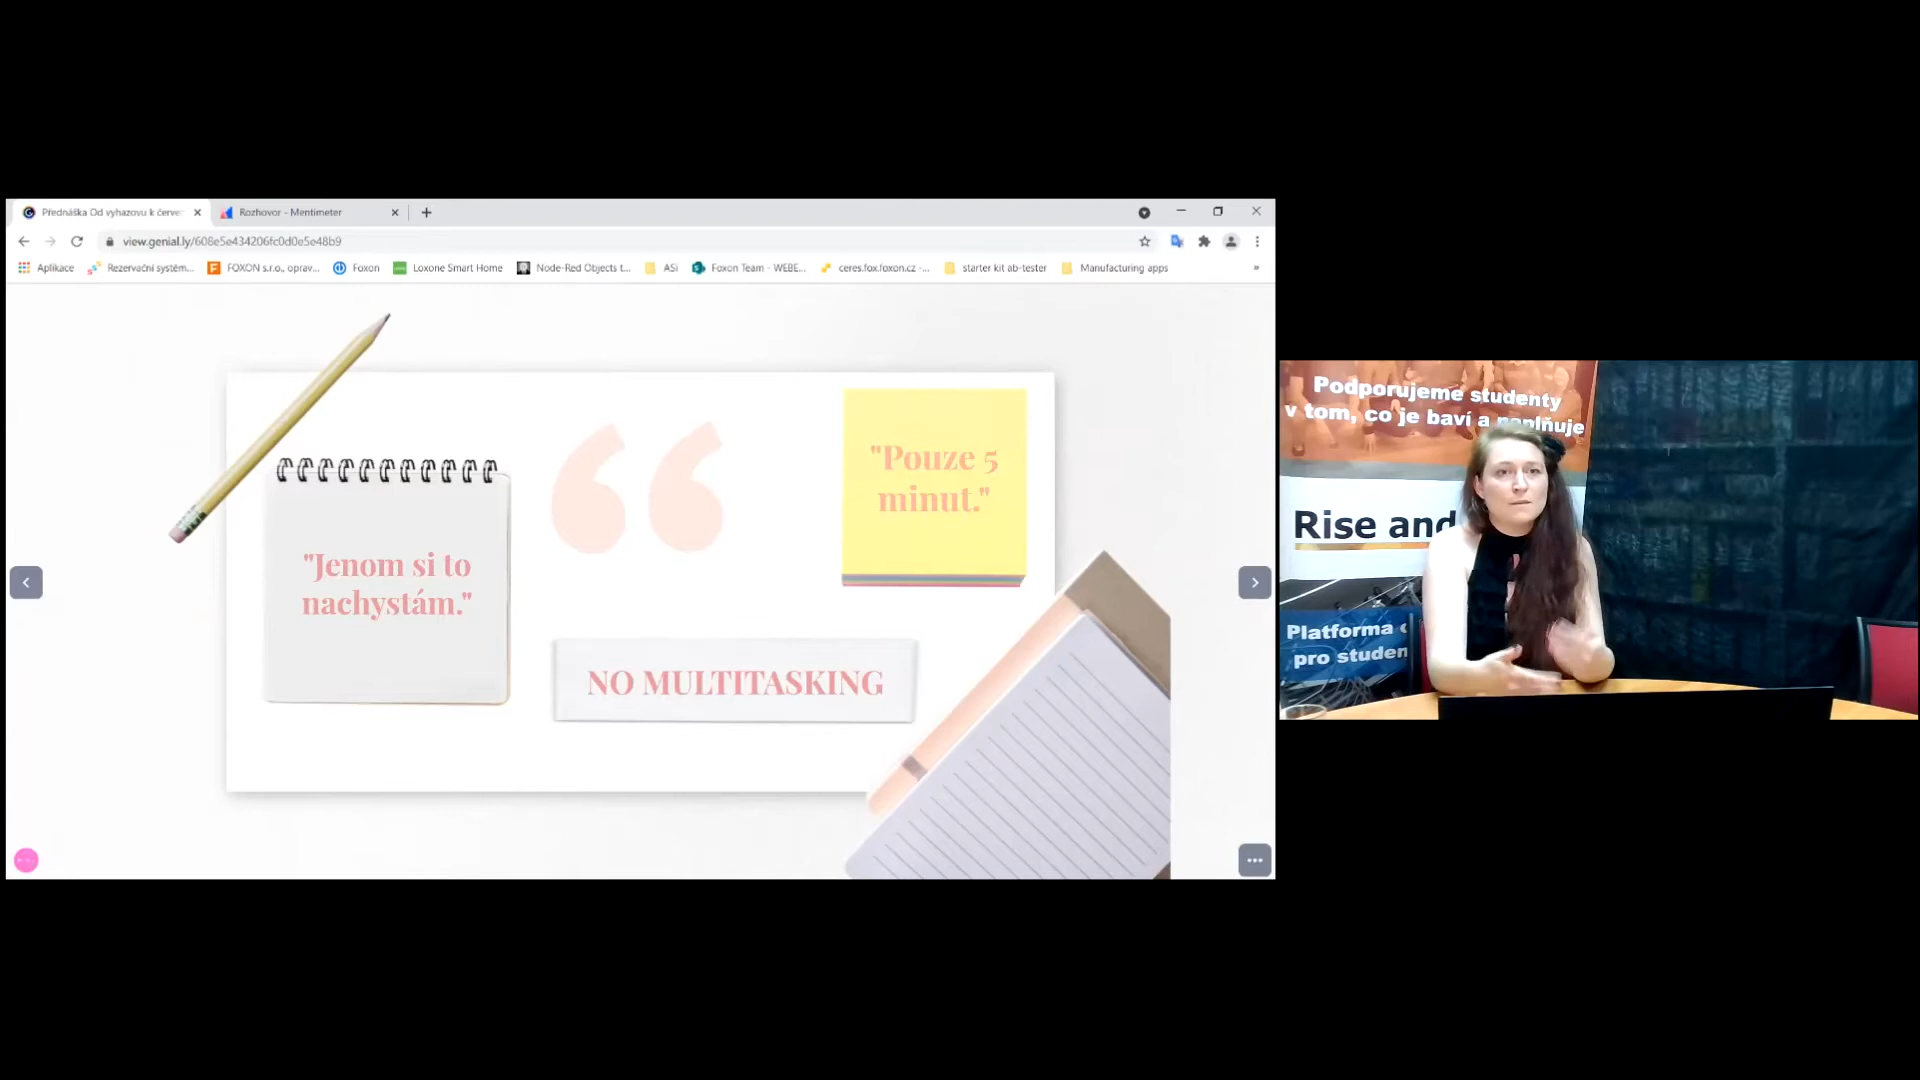 Přednáška Od vyhazovu k červe
Rozhovor - Mentimeter
view.genial.ly/608e5e434206fc0d0e5e48b9
Aplikace
Rezervační systém...
FOXON s.r.o., oprav...
Foxon
Loxone Smart Home
Node-Red Objects t...
ASi
Foxon Team - WEBE...
ceres.fox.foxon.cz -...
starter kit ab-tester
Manufacturing apps
»
"Jenom si to
nachystám."
"Pouze 5
minut."
NO MULTITASKING
Podporujeme studenty
v tom, co je baví a naplňuje
Rise and
Platforma
pro studen